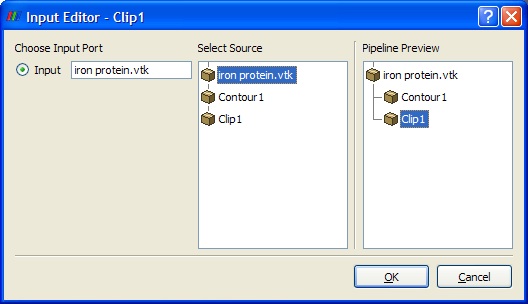 Input Editor - Clip1
Choose Input Port
Input iron protein.vtk
Select Source
iron protein.vtk
Contour1
Clip1
Pipeline Preview
iron protein.vtk
Contour1
Clip1
OK Cancel